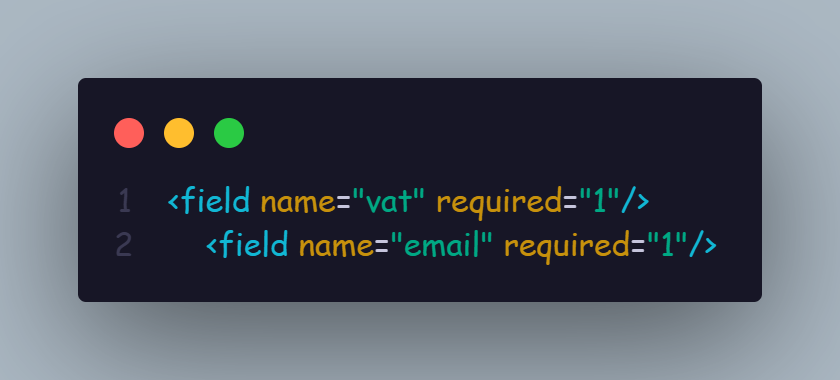 1 <field name="vat" required="1"/>
2 <field name="email" required="1"/>